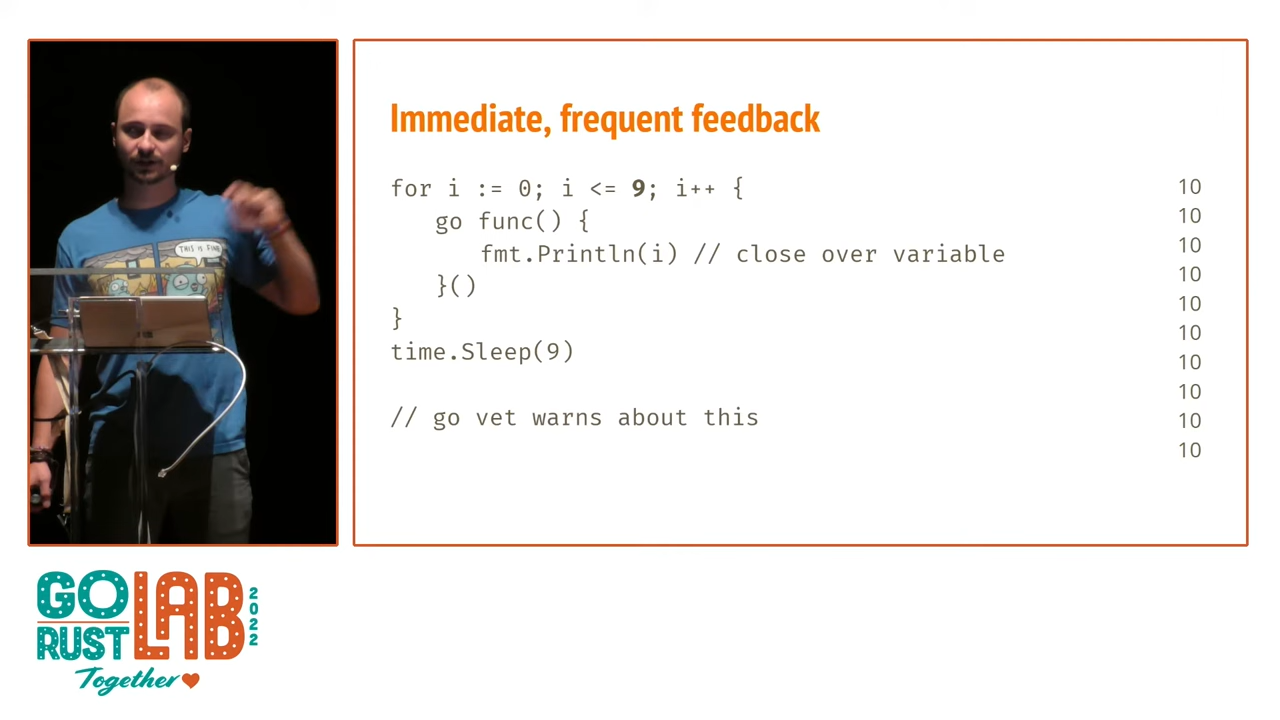 THIS IS FINE
Immediate, frequent feedback
for i := 0; i <= 9; i++ {
go func() {
fmt.Println(i) // close over variable
}()
}
time.Sleep(9)
// go vet warns about this
10
10
10
10
10
10
10
10
10
10
GO
RUST
LAB
2022
Together